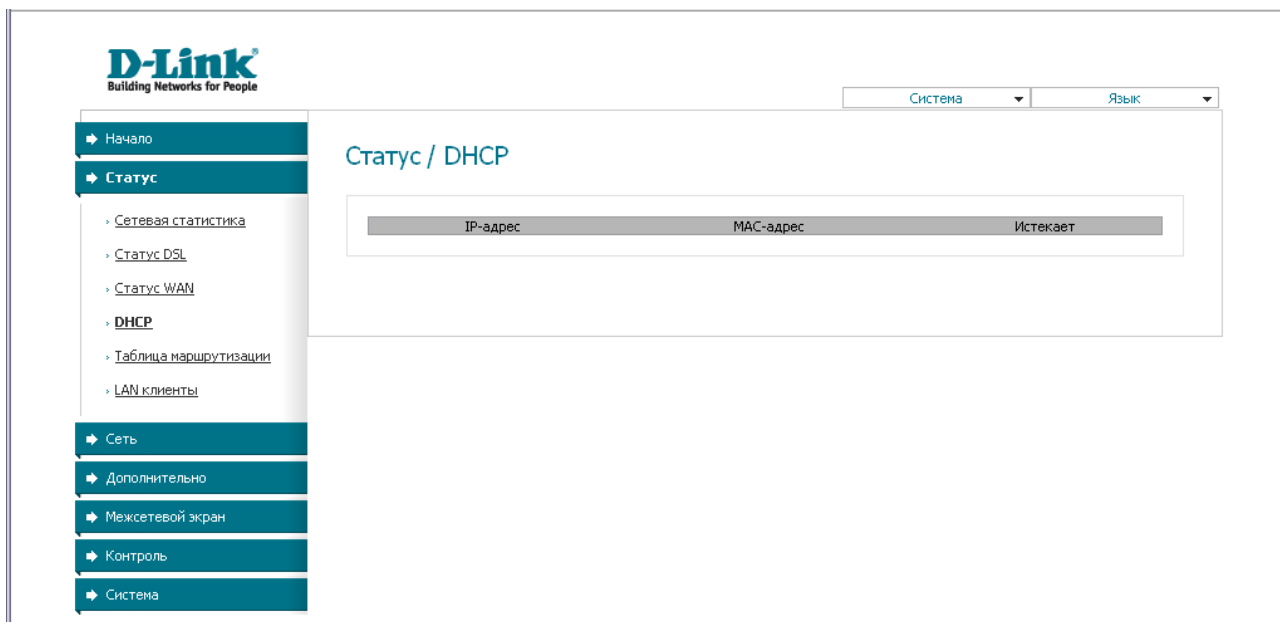 D-Link
Building Networks for People
Система Язык
Начало
Статус
Сетевая статистика
Статус DSL
Статус WAN
DHCP
Таблица маршрутизации
LAN клиенты
Сеть
Дополнительно
Межсетевой экран
Контроль
Система
Статус / DHCP
IP-адрес MAC-адрес Истекает